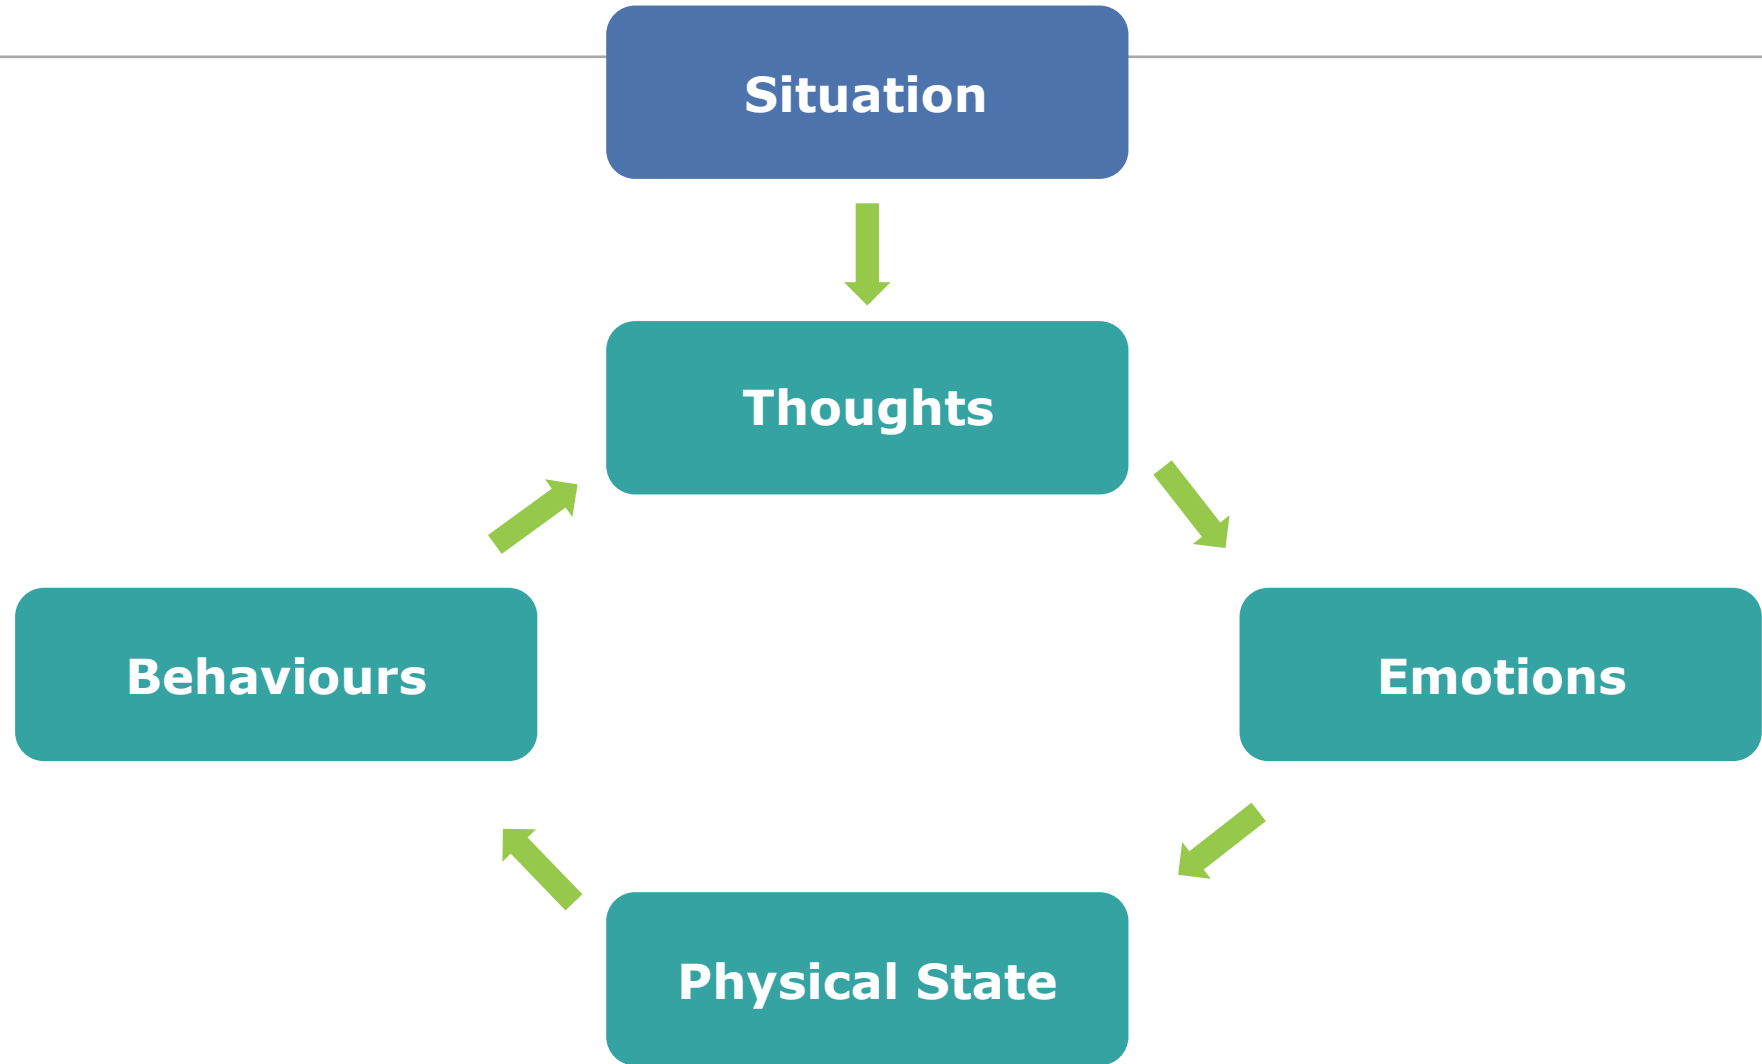 Situation
Thoughts
Behaviours
Emotions
Physical State